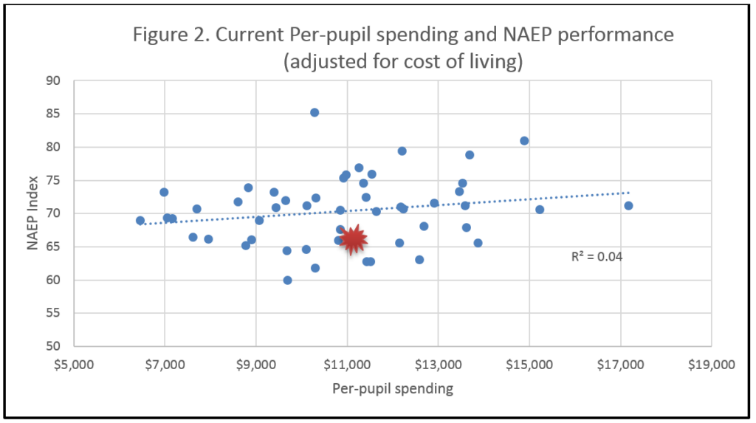 Figure 2. Current Per-pupil spending and NAEP performance
(adjusted for cost of living)
90
85
80
75
70
65
60
55
50
NAEP Index
R² = 0.04
$5,000 $7,000 $9,000 $11,000 $13,000 $15,000 $17,000 $19,000
Per-pupil spending